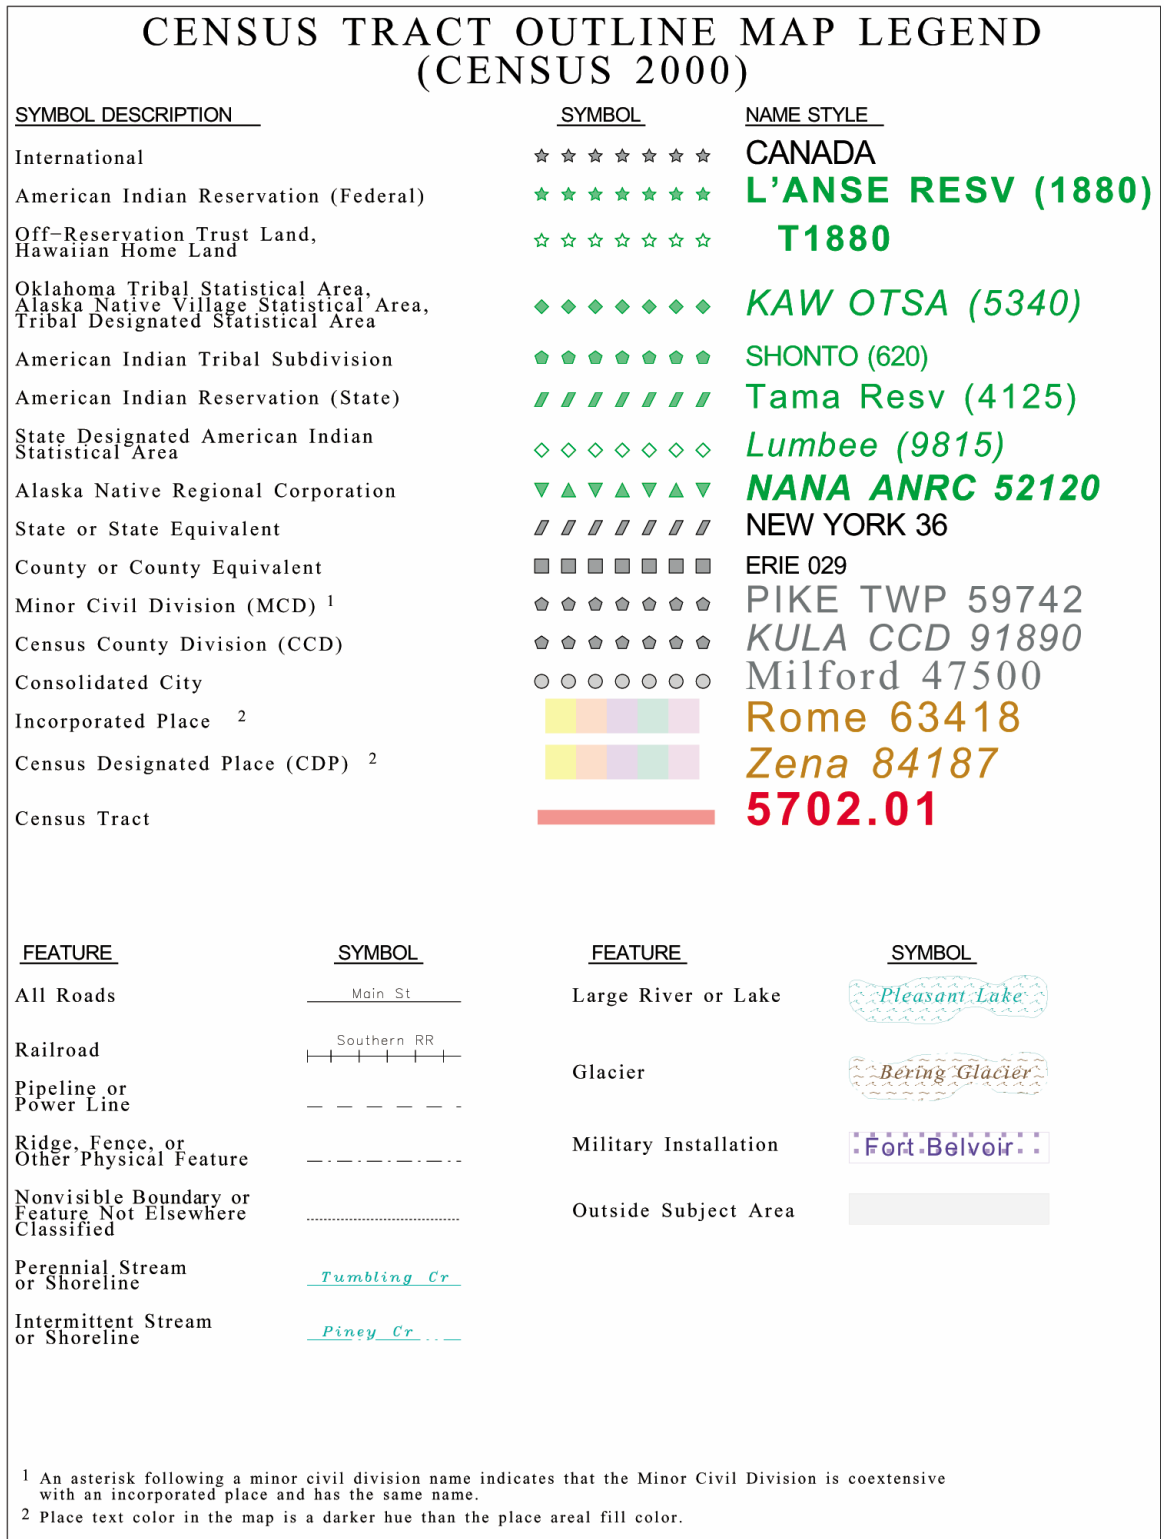 CENSUS TRACT OUTLINE MAP LEGEND
(CENSUS 2000)
SYMBOL DESCRIPTION SYMBOL NAME STYLE
International CANADA
American Indian Reservation (Federal) L'ANSE RESV (1880)
Off-Reservation Trust Land,
Hawaiian Home Land T1880
Oklahoma Tribal Statistical Area,
Alaska Native Village Statistical Area,
Tribal Designated Statistical Area KAW OTSA (5340)
American Indian Tribal Subdivision SHONTO (620)
American Indian Reservation (State) Tama Resv (4125)
State Designated American Indian
Statistical Area Lumbee (9815)
Alaska Native Regional Corporation NANA ANRC 52120
State or State Equivalent NEW YORK 36
County or County Equivalent ERIE 029
Minor Civil Division (MCD) 1 PIKE TWP 59742
Census County Division (CCD) KULA CCD 91890
Consolidated City Milford 47500
Incorporated Place 2 Rome 63418
Census Designated Place (CDP) 2 Zena 84187
Census Tract 5702.01
FEATURE SYMBOL
All Roads Main St
Railroad Southern RR
Pipeline or
Power Line
Ridge, Fence, or
Other Physical Feature
Nonvisible Boundary or
Feature Not Elsewhere
Classified
Perennial Stream
or Shoreline Tumbling Cr
Intermittent Stream
or Shoreline Piney Cr
FEATURE SYMBOL
Large River or Lake Pleasant Lake
Glacier Bering Glacier
Military Installation Fort Belvoir
Outside Subject Area
1 An asterisk following a minor civil division name indicates that the Minor Civil Division is coextensive
with an incorporated place and has the same name.
2 Place text color in the map is a darker hue than the place areal fill color.